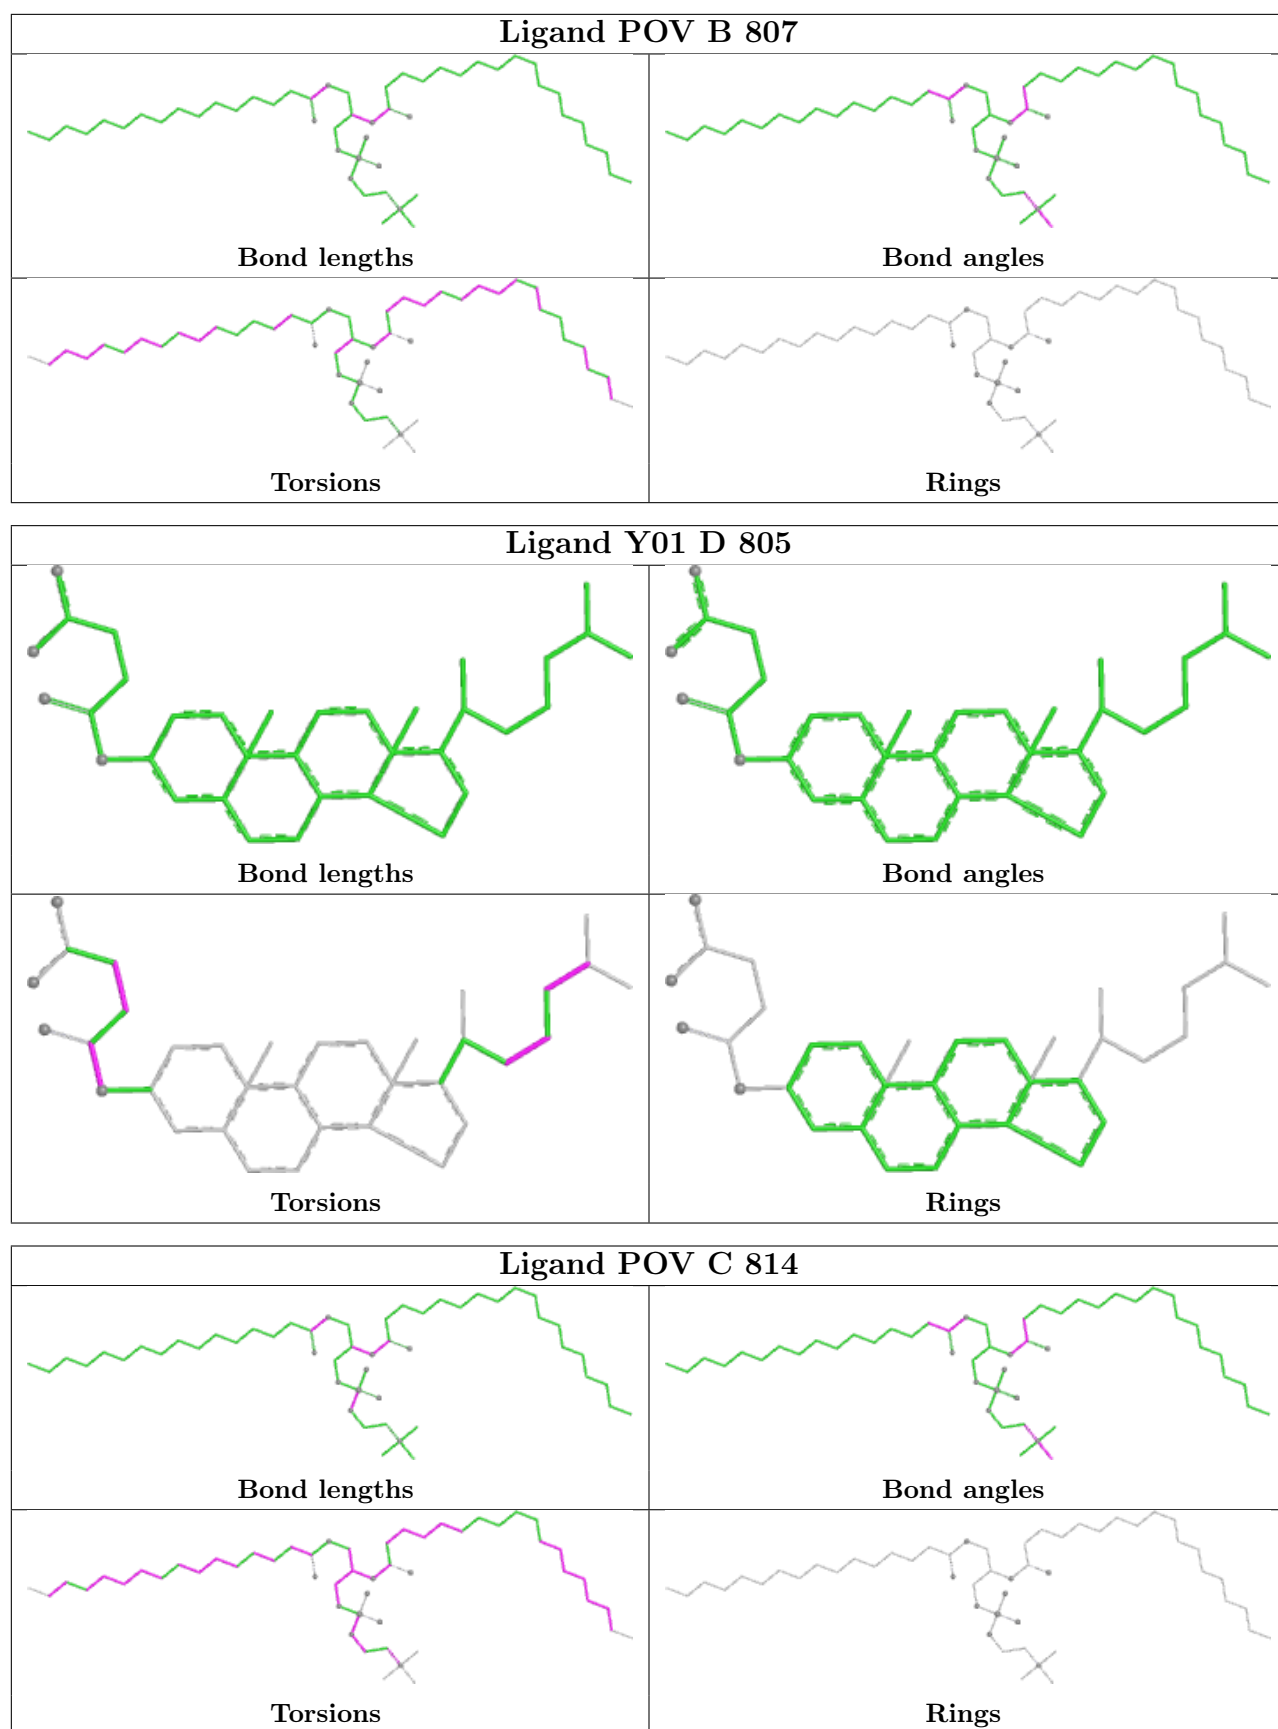 Ligand POV B 807
Bond lengths
Bond angles
Torsions
Rings
Ligand Y01 D 805
Bond lengths
Bond angles
Torsions
Rings
Ligand POV C 814
Bond lengths
Bond angles
Torsions
Rings